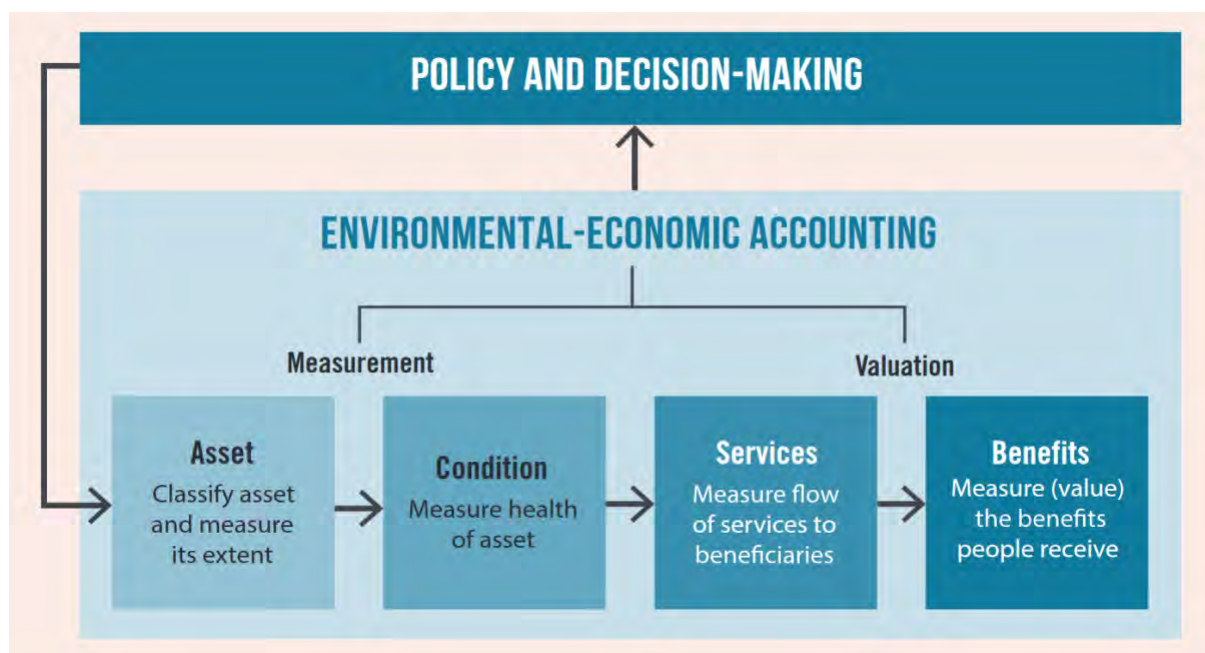 POLICY AND DECISION-MAKING
ENVIRONMENTAL-ECONOMIC ACCOUNTING
Measurement
Valuation
Asset
Classify asset
and measure
its extent
Condition
Measure health
of asset
Services
Measure flow
of services to
beneficiaries
Benefits
Measure (value)
the benefits
people receive